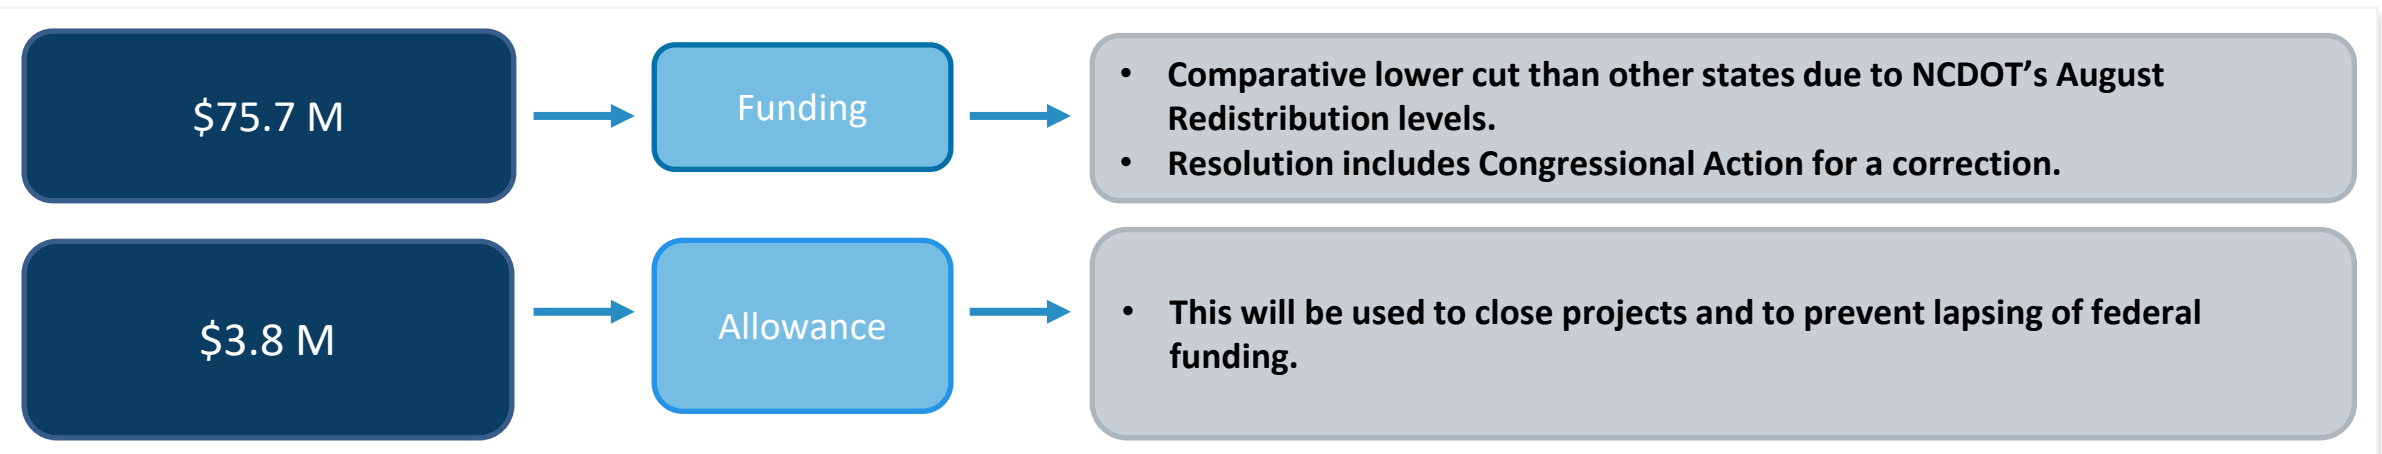 $75.7 M
Funding
• Comparative lower cut than other states due to NCDOT’s August
Redistribution levels.
• Resolution includes Congressional Action for a correction.
$3.8 M
Allowance
• This will be used to close projects and to prevent lapsing of federal
funding.